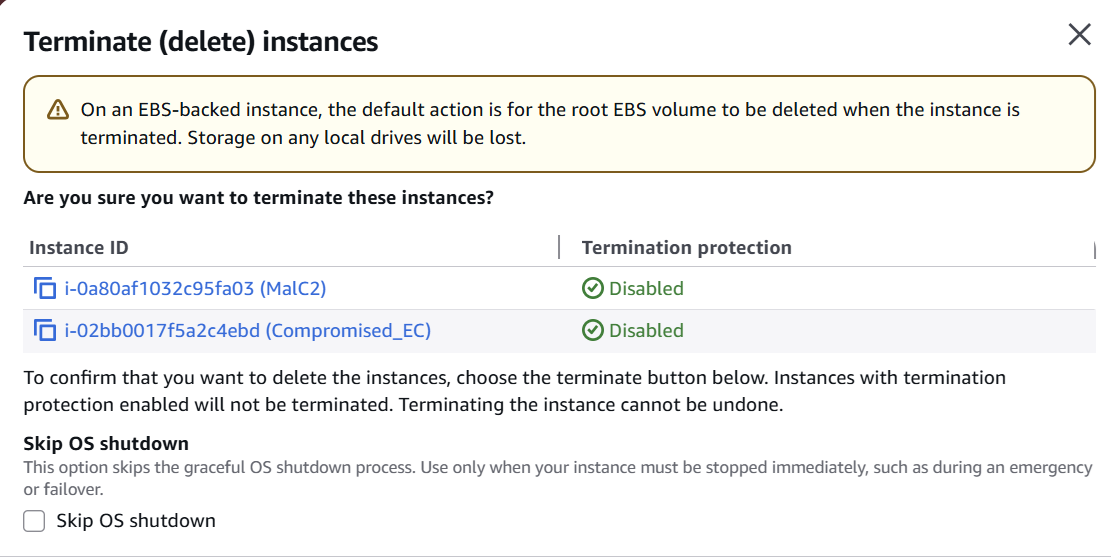 Terminate (delete) instances
On an EBS-backed instance, the default action is for the root EBS volume to be deleted when the instance is
terminated. Storage on any local drives will be lost.
Are you sure you want to terminate these instances?
Instance ID Termination protection
i-0a80af1032c95fa03 (MalC2) Disabled
i-02bb0017f5a2c4ebd (Compromised_EC) Disabled
To confirm that you want to delete the instances, choose the terminate button below. Instances with termination
protection enabled will not be terminated. Terminating the instance cannot be undone.
Skip OS shutdown
This option skips the graceful OS shutdown process. Use only when your instance must be stopped immediately, such as during an emergency
or failover.
Skip OS shutdown